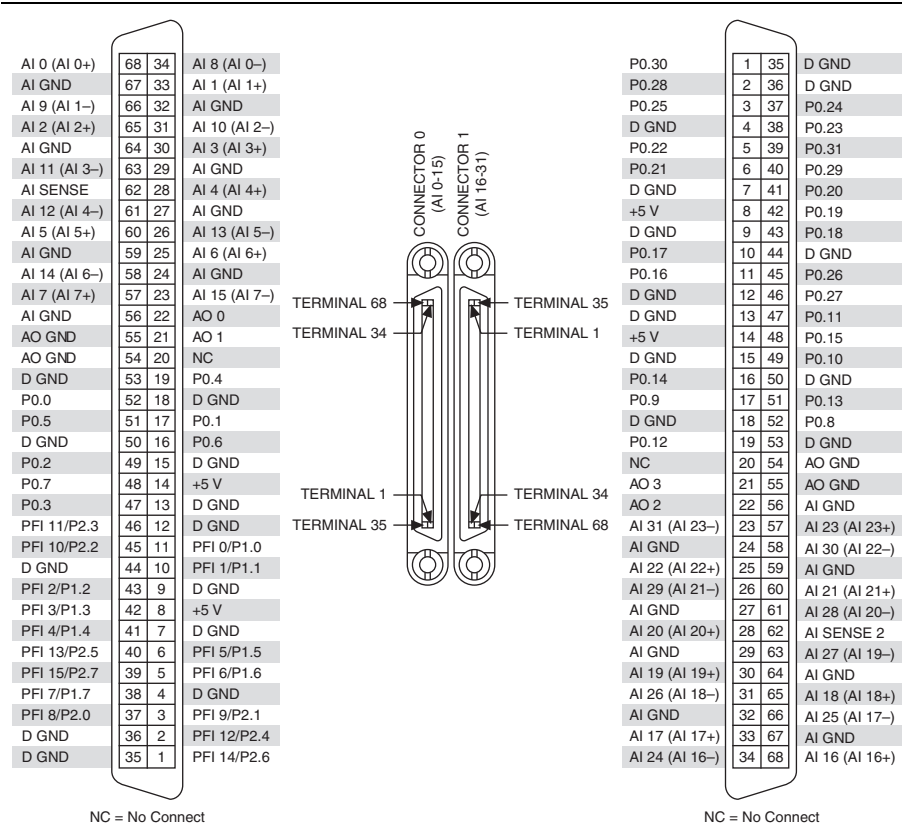 AI 0 (AI 0+) 68 34 AI 8 (AI 0–)
AI GND 67 33 AI 1 (AI 1+)
AI 9 (AI 1–) 66 32 AI GND
AI 2 (AI 2+) 65 31 AI 10 (AI 2–)
AI GND 64 30 AI 3 (AI 3+)
AI 11 (AI 3–) 63 29 AI GND
AI SENSE 62 28 AI 4 (AI 4+)
AI 12 (AI 4–) 61 27 AI GND
AI 5 (AI 5+) 60 26 AI 13 (AI 5–)
AI GND 59 25 AI 6 (AI 6+)
AI 14 (AI 6–) 58 24 AI GND
AI 7 (AI 7+) 57 23 AI 15 (AI 7–)
AI GND 56 22 AO 0
AO GND 55 21 AO 1
AO GND 54 20 NC
D GND 53 19 P0.4
P0.0 52 18 D GND
P0.5 51 17 P0.1
D GND 50 16 P0.6
P0.2 49 15 D GND
P0.7 48 14 +5 V
P0.3 47 13 D GND
PFI 11/P2.3 46 12 D GND
PFI 10/P2.2 45 11 PFI 0/P1.0
D GND 44 10 PFI 1/P1.1
PFI 2/P1.2 43 9 D GND
PFI 3/P1.3 42 8 +5 V
PFI 4/P1.4 41 7 D GND
PFI 13/P2.5 40 6 PFI 5/P1.5
PFI 15/P2.7 39 5 PFI 6/P1.6
PFI 7/P1.7 38 4 D GND
PFI 8/P2.0 37 3 PFI 9/P2.1
D GND 36 2 PFI 12/P2.4
D GND 35 1 PFI 14/P2.6
NC = No Connect
CONNECTOR 0
(AI 0-15)
CONNECTOR 1
(AI 16-31)
TERMINAL 68
TERMINAL 34
TERMINAL 35
TERMINAL 1
TERMINAL 1
TERMINAL 35
TERMINAL 34
TERMINAL 68
P0.30 1 35 D GND
P0.28 2 36 D GND
P0.25 3 37 P0.24
D GND 4 38 P0.23
P0.22 5 39 P0.31
P0.21 6 40 P0.29
D GND 7 41 P0.20
+5 V 8 42 P0.19
D GND 9 43 P0.18
P0.17 10 44 D GND
P0.16 11 45 P0.26
D GND 12 46 P0.27
D GND 13 47 P0.11
+5 V 14 48 P0.15
D GND 15 49 P0.10
P0.14 16 50 D GND
P0.9 17 51 P0.13
D GND 18 52 P0.8
P0.12 19 53 D GND
NC 20 54 AO GND
AO 3 21 55 AO GND
AO 2 22 56 AI GND
AI 31 (AI 23–) 23 57 AI 23 (AI 23+)
AI GND 24 58 AI 30 (AI 22–)
AI 22 (AI 22+) 25 59 AI GND
AI 29 (AI 21–) 26 60 AI 21 (AI 21+)
AI GND 27 61 AI 28 (AI 20–)
AI 20 (AI 20+) 28 62 AI SENSE 2
AI GND 29 63 AI 27 (AI 19–)
AI 19 (AI 19+) 30 64 AI GND
AI 26 (AI 18–) 31 65 AI 18 (AI 18+)
AI GND 32 66 AI 25 (AI 17–)
AI 17 (AI 17+) 33 67 AI GND
AI 24 (AI 16–) 34 68 AI 16 (AI 16+)
NC = No Connect